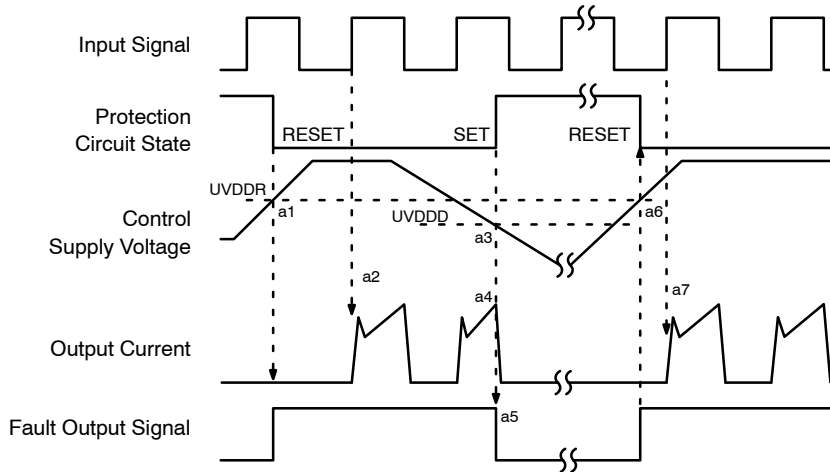 Input Signal
Protection
Circuit State
RESET
SET
RESET
UVDDR
a1
a6
Control
Supply Voltage
UVDDD
a3
a2
a4
a7
Output Current
Fault Output Signal
a5